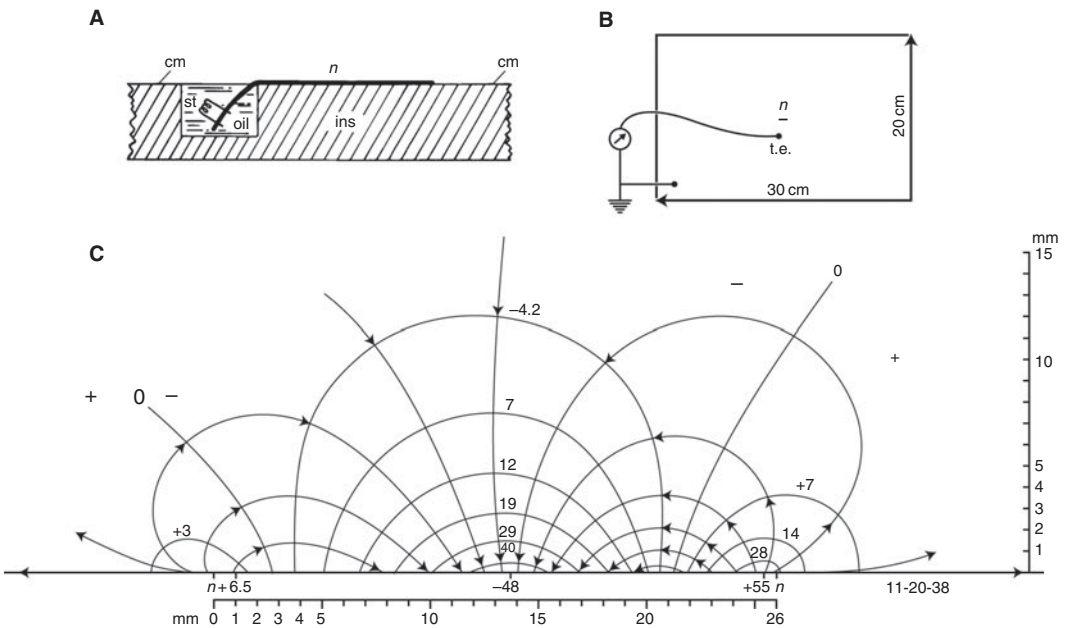 A
cm
n
cm
st
oil
ins
B
n
t.e.
20 cm
30 cm
C
mm
15
10
5
4
3
2
1
0
–
+
–4.2
+ 0 –
7
12
19
29
40
+3
+7
14
28
n+6.5
–48
+55 n
11-20-38
mm 0 1 2 3 4 5 10 15 20 26